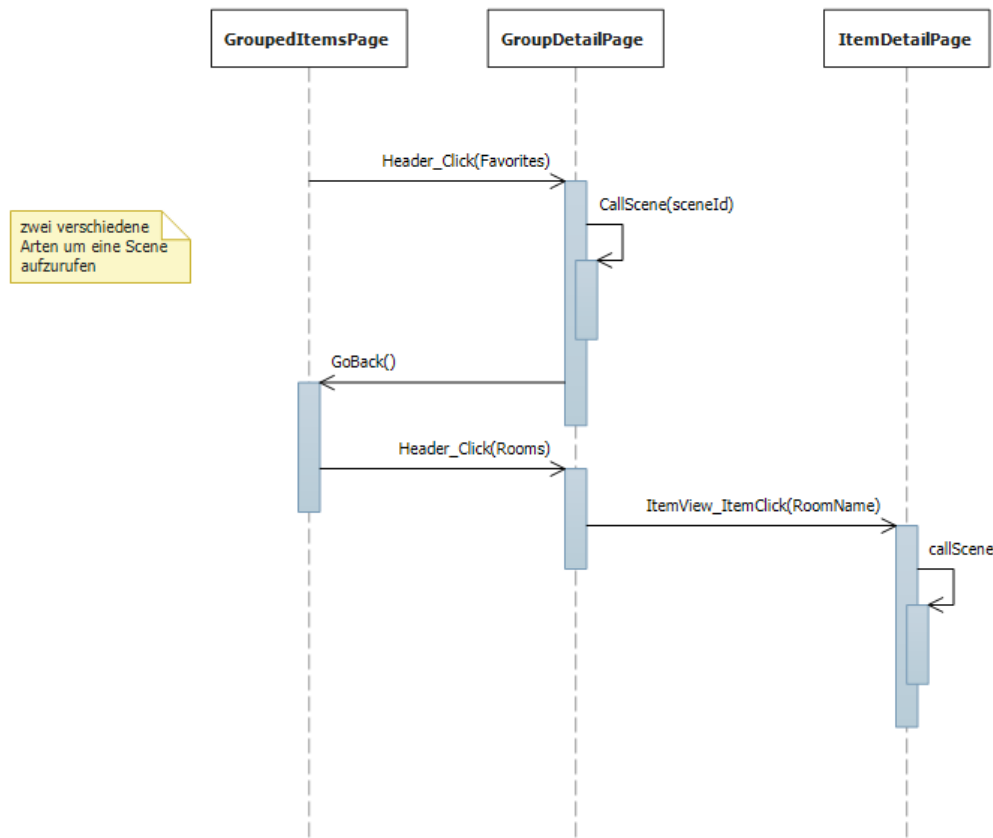 GroupedItemsPage
GroupDetailPage
ItemDetailPage
Header_Click(Favorites)
CallScene(sceneId)
zwei verschiedene
Arten um eine Scene
aufzurufen
GoBack()
Header_Click(Rooms)
ItemView_ItemClick(RoomName)
callScene